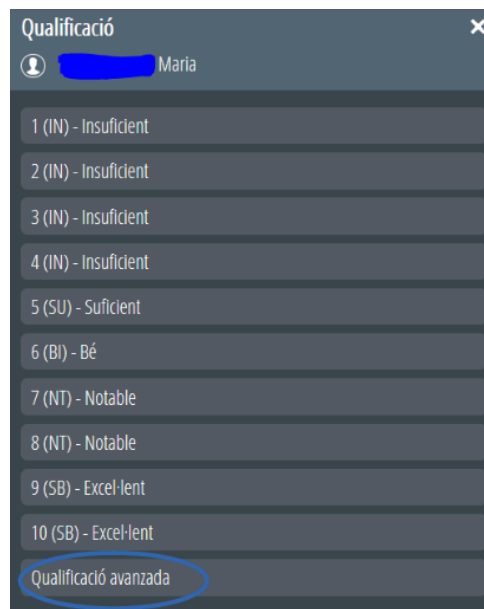 Qualificació
Maria
1 (IN) - Insuficient
2 (IN) - Insuficient
3 (IN) - Insuficient
4 (IN) - Insuficient
5 (SU) - Suficient
6 (BI) - Bé
7 (NT) - Notable
8 (NT) - Notable
9 (SB) - Excel·lent
10 (SB) - Excel·lent
Qualificació avanzada